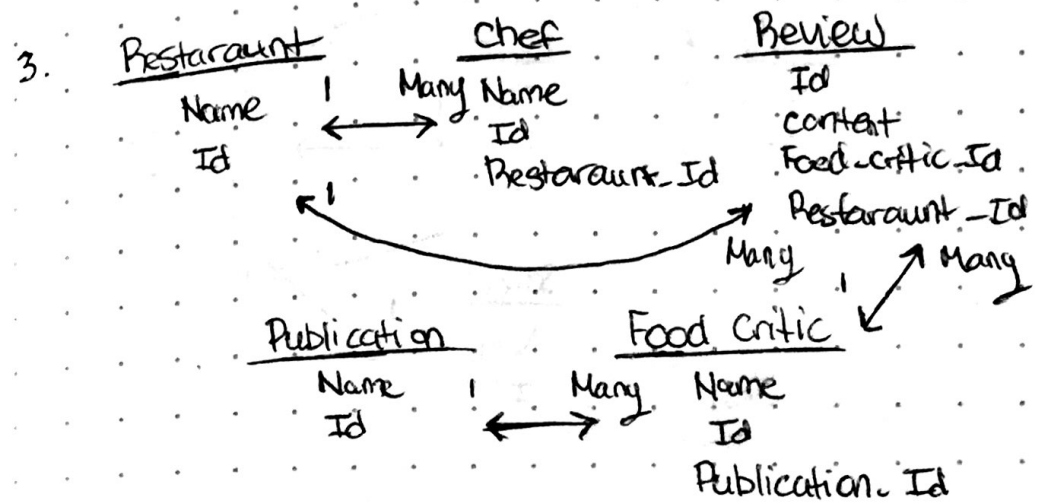 3.
Restaraunt
Name
Id
1
Many
Chef
Name
Id
Restaraunt_Id
Review
Id
content
Food_critic_Id
Restaraunt_Id
1
Many
1
Many
Publication
Name
Id
1
Many
Food Critic
Name
Id
Publication_Id